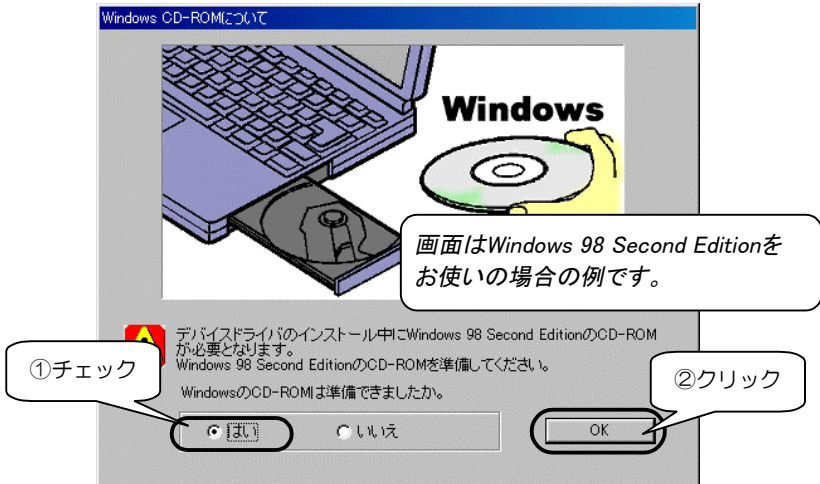 Windows CD-ROMについて
Windows
画面はWindows 98 Second Editionを
お使いの場合の例です。
デバイスドライバのインストール中にWindows 98 Second EditionのCD-ROM
が必要となります。
Windows 98 Second EditionのCD-ROMを準備してください。
WindowsのCD-ROMは準備できましたか。
①チェック
②クリック
はい
いいえ
OK